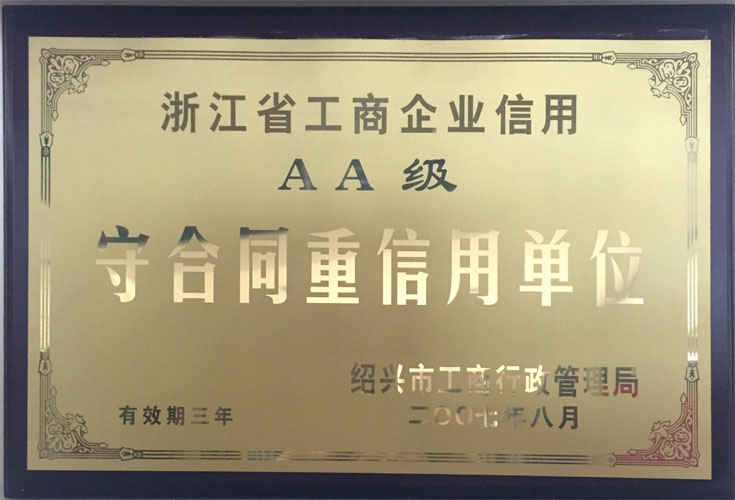 浙江省工商企业信用
AA 级
守合同重信用单位
绍兴市工商行政管理局
有效期三年
二〇〇七年八月